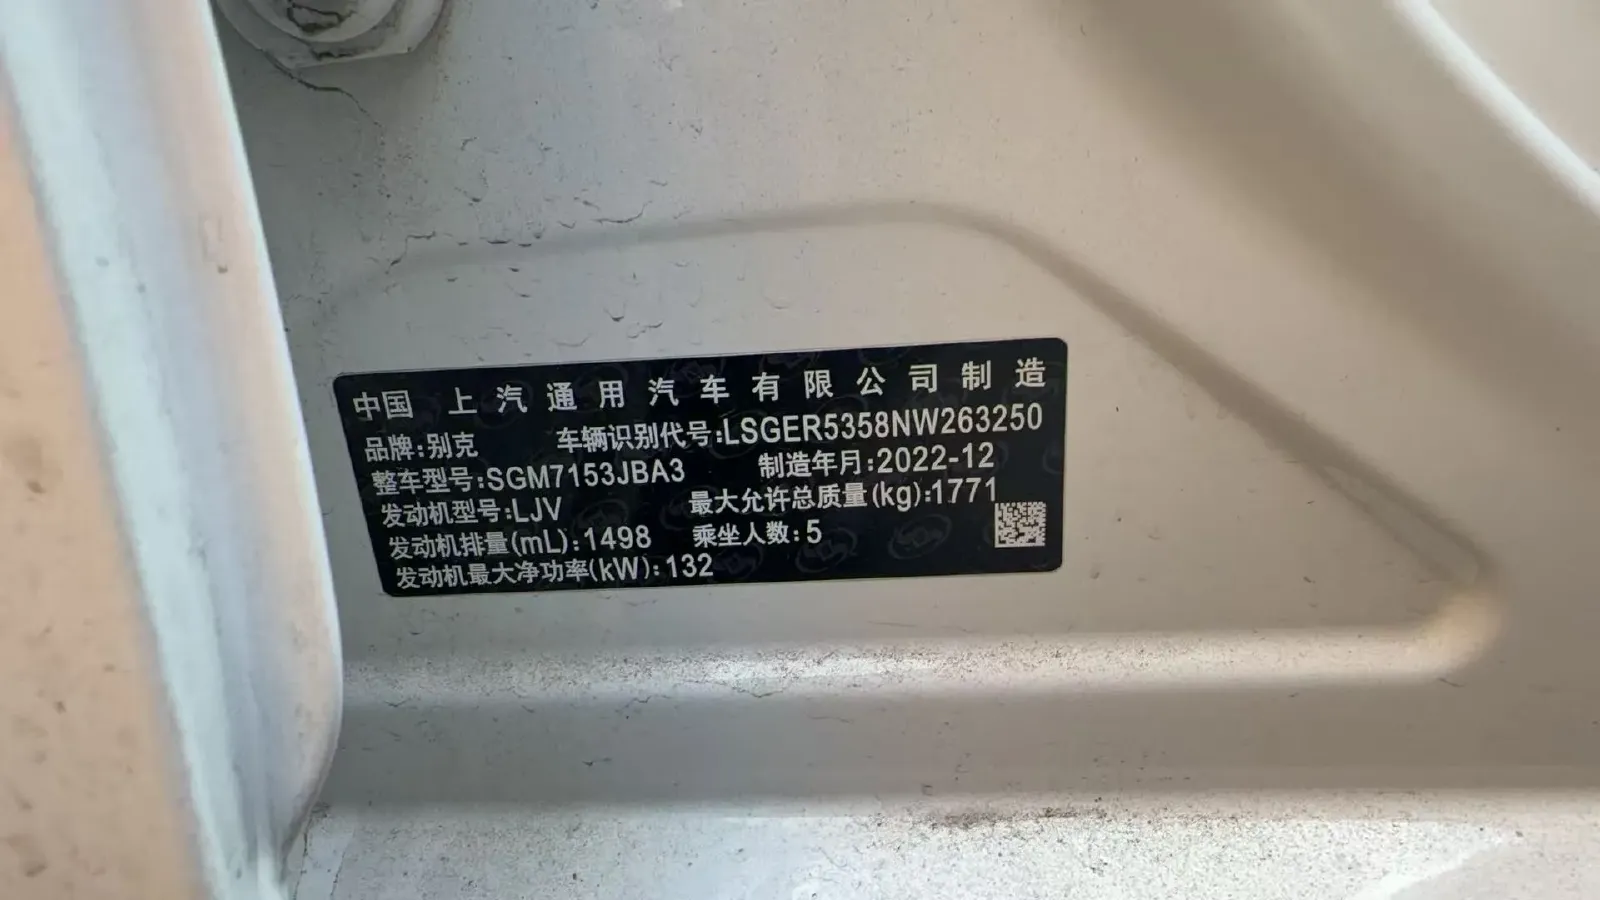 中国 上汽通用汽车有限公司制造
品牌:别克 车辆识别代号:LSGER5358NW263250
整车型号:SGM7153JBA3 制造年月:2022-12
发动机型号:LJV 最大允许总质量(kg):1771
发动机排量(mL):1498 乘坐人数:5
发动机最大净功率(kW):132